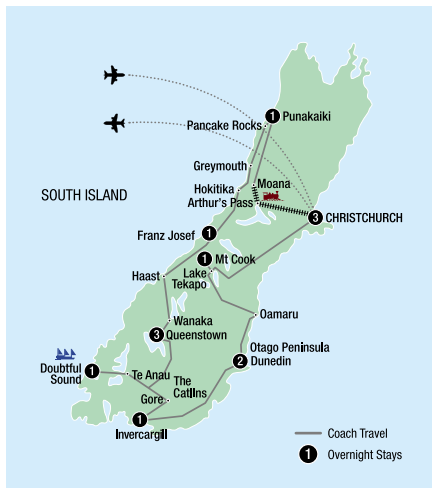 1
Punakaiki
Pancake Rocks
Greymouth
Moana
SOUTH ISLAND
Hokitika
Arthur's Pass
3
CHRISTCHURCH
Franz Josef
1
1
Mt Cook
Lake
Tekapo
Haast
Oamaru
Wanaka
3
Queenstown
Otago Peninsula
2
Dunedin
Doubtful
Sound
1
Te Anau
The
Catlins
Gore
1
Invercargill
Coach Travel
1
Overnight Stays